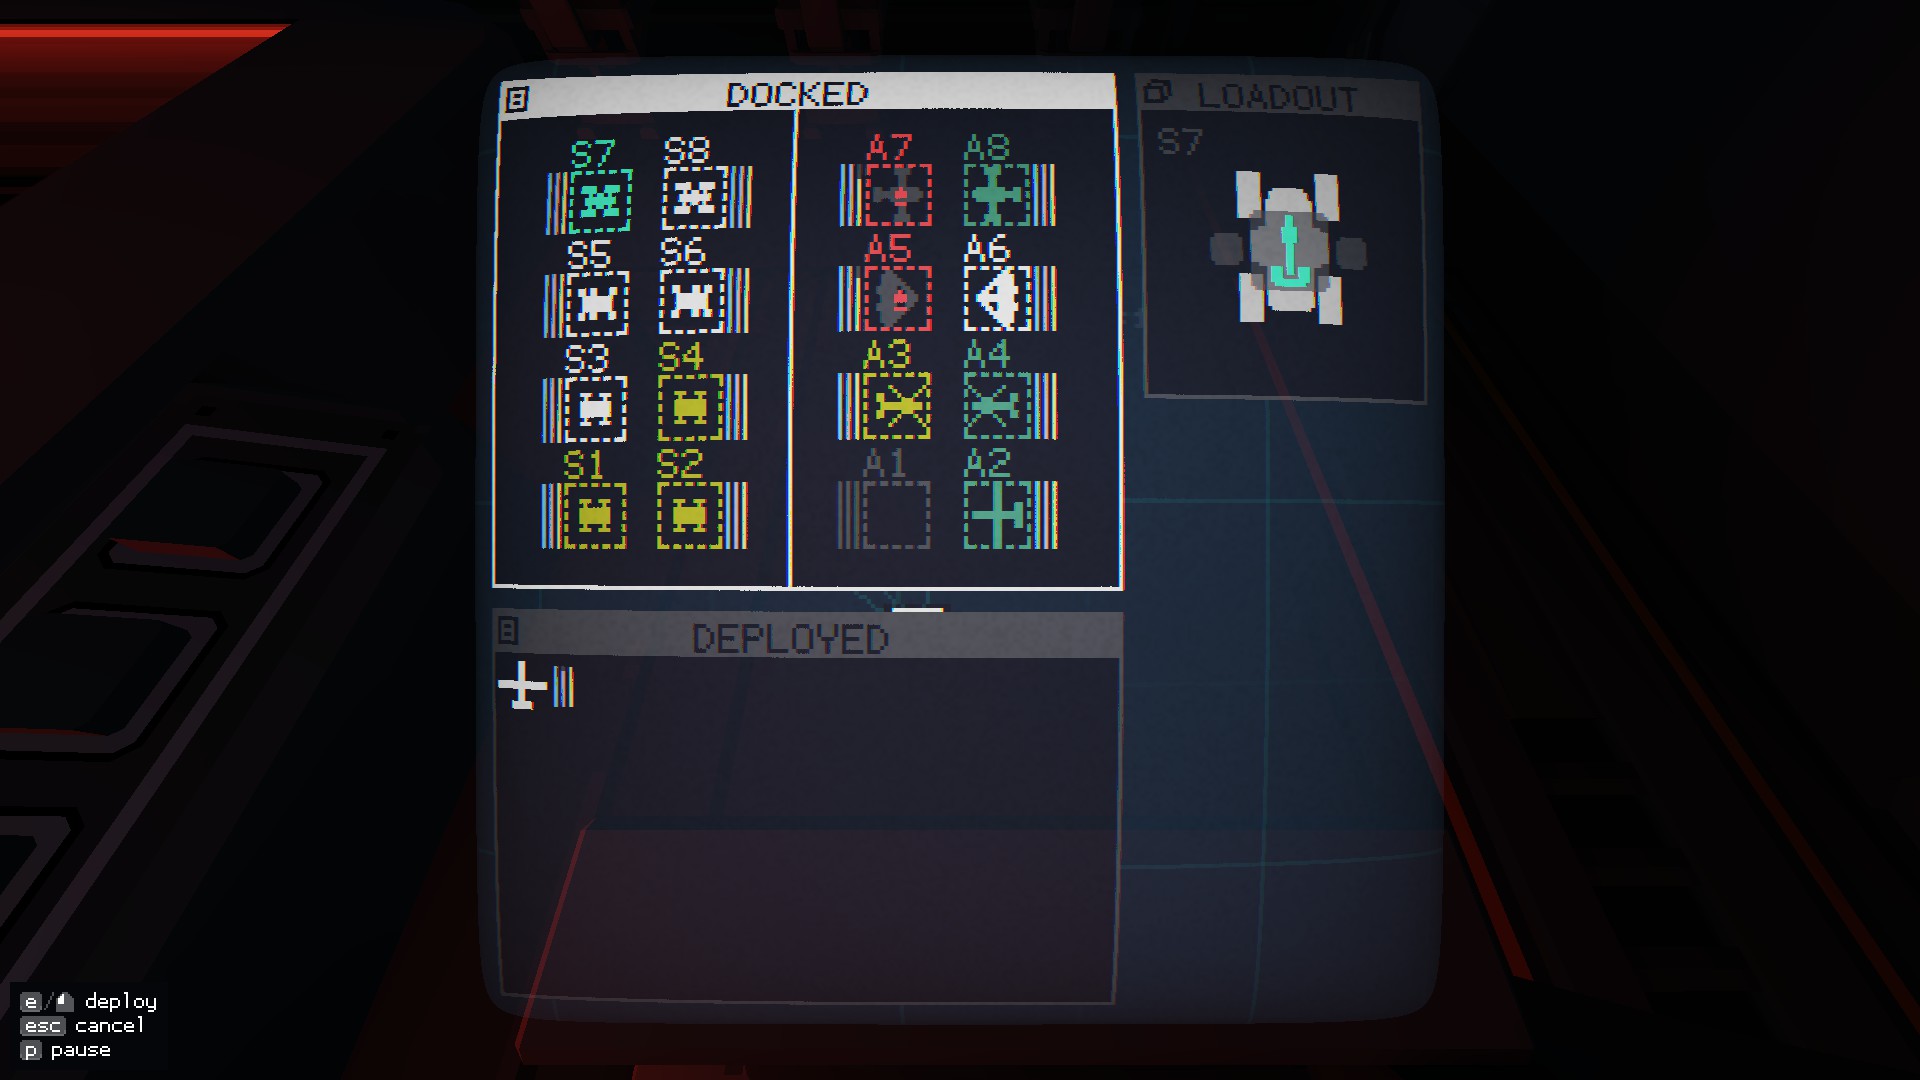 DOCKED
S7 S8
S5 S6
S3 S4
S1 S2
A7 A8
A5 A6
A3 A4
A1 A2
LOADOUT
S7
DEPLOYED
e/ deploy
esc cancel
p pause